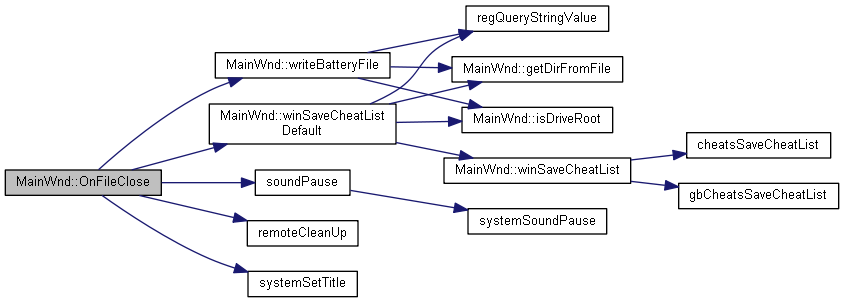 regQueryStringValue
MainWnd::writeBatteryFile
MainWnd::getDirFromFile
MainWnd::winSaveCheatList
Default
MainWnd::isDriveRoot
cheatsSaveCheatList
MainWnd::winSaveCheatList
MainWnd::OnFileClose
soundPause
gbCheatsSaveCheatList
systemSoundPause
remoteCleanUp
systemSetTitle